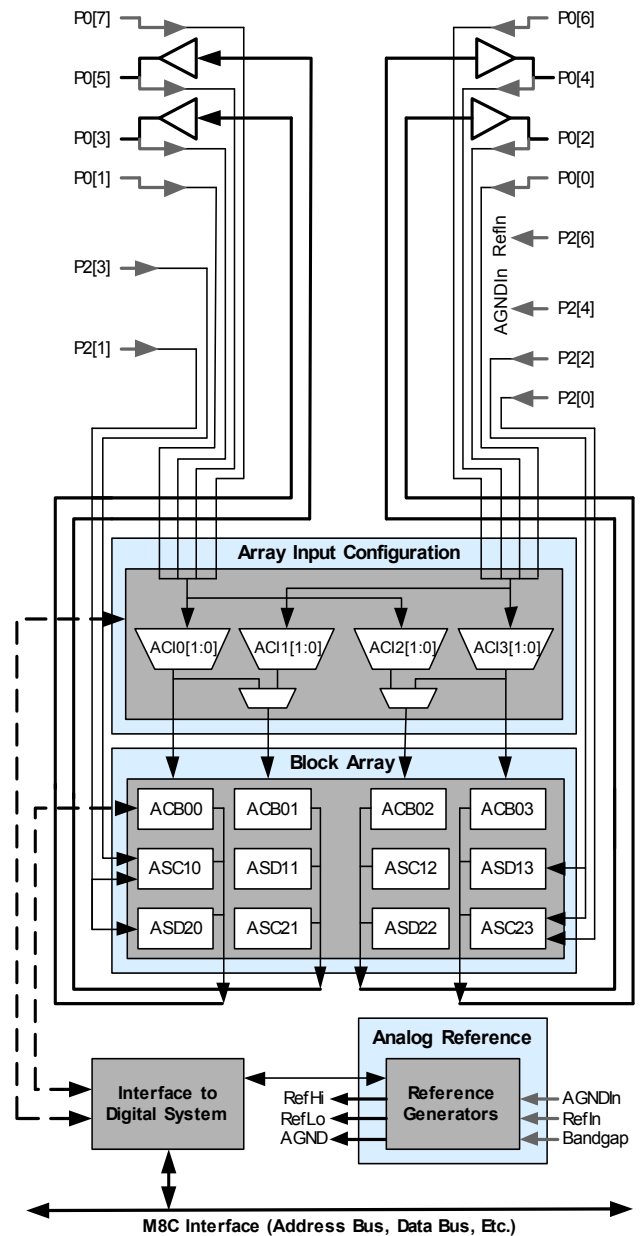 P0[7]
P0[6]
P0[5]
P0[4]
P0[3]
P0[2]
P0[1]
P0[0]
RefIn
P2[6]
P2[3]
AGNDIn
P2[4]
P2[1]
P2[2]
P2[0]
Array Input Configuration
ACI0[1:0]
ACI1[1:0]
ACI2[1:0]
ACI3[1:0]
Block Array
ACB00
ACB01
ACB02
ACB03
ASC10
ASD11
ASC12
ASD13
ASD20
ASC21
ASD22
ASC23
Analog Reference
Interface to
Digital System
RefHi
RefLo
AGND
Reference
Generators
AGNDIn
RefIn
Bandgap
M8C Interface (Address Bus, Data Bus, Etc.)